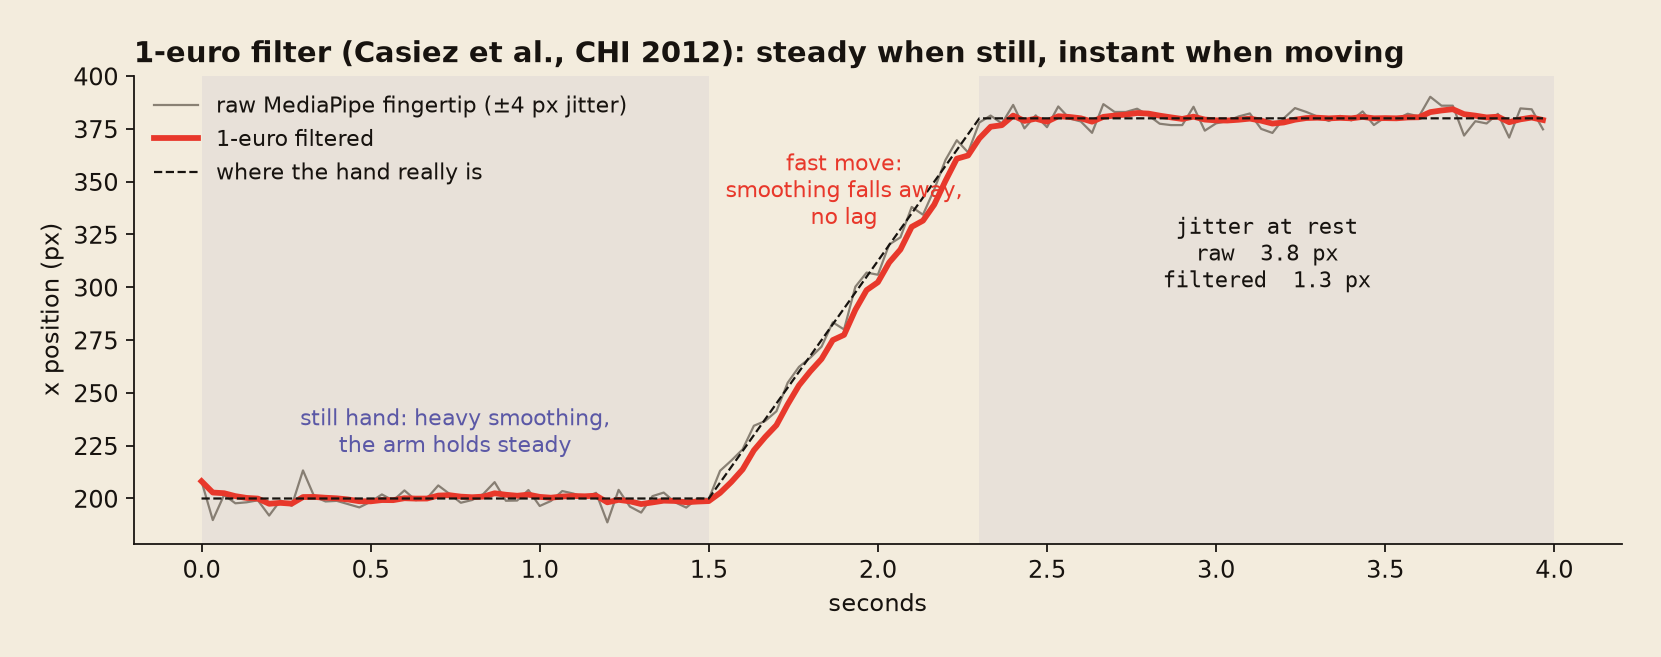 1-euro filter (Casiez et al., CHI 2012): steady when still, instant when moving
raw MediaPipe fingertip (±4 px jitter)
1-euro filtered
where the hand really is
fast move:
smoothing falls away,
no lag
jitter at rest
raw  3.8 px
filtered  1.3 px
still hand: heavy smoothing,
the arm holds steady
x position (px)
400
375
350
325
300
275
250
225
200
0.0 0.5 1.0 1.5 2.0 2.5 3.0 3.5 4.0
seconds